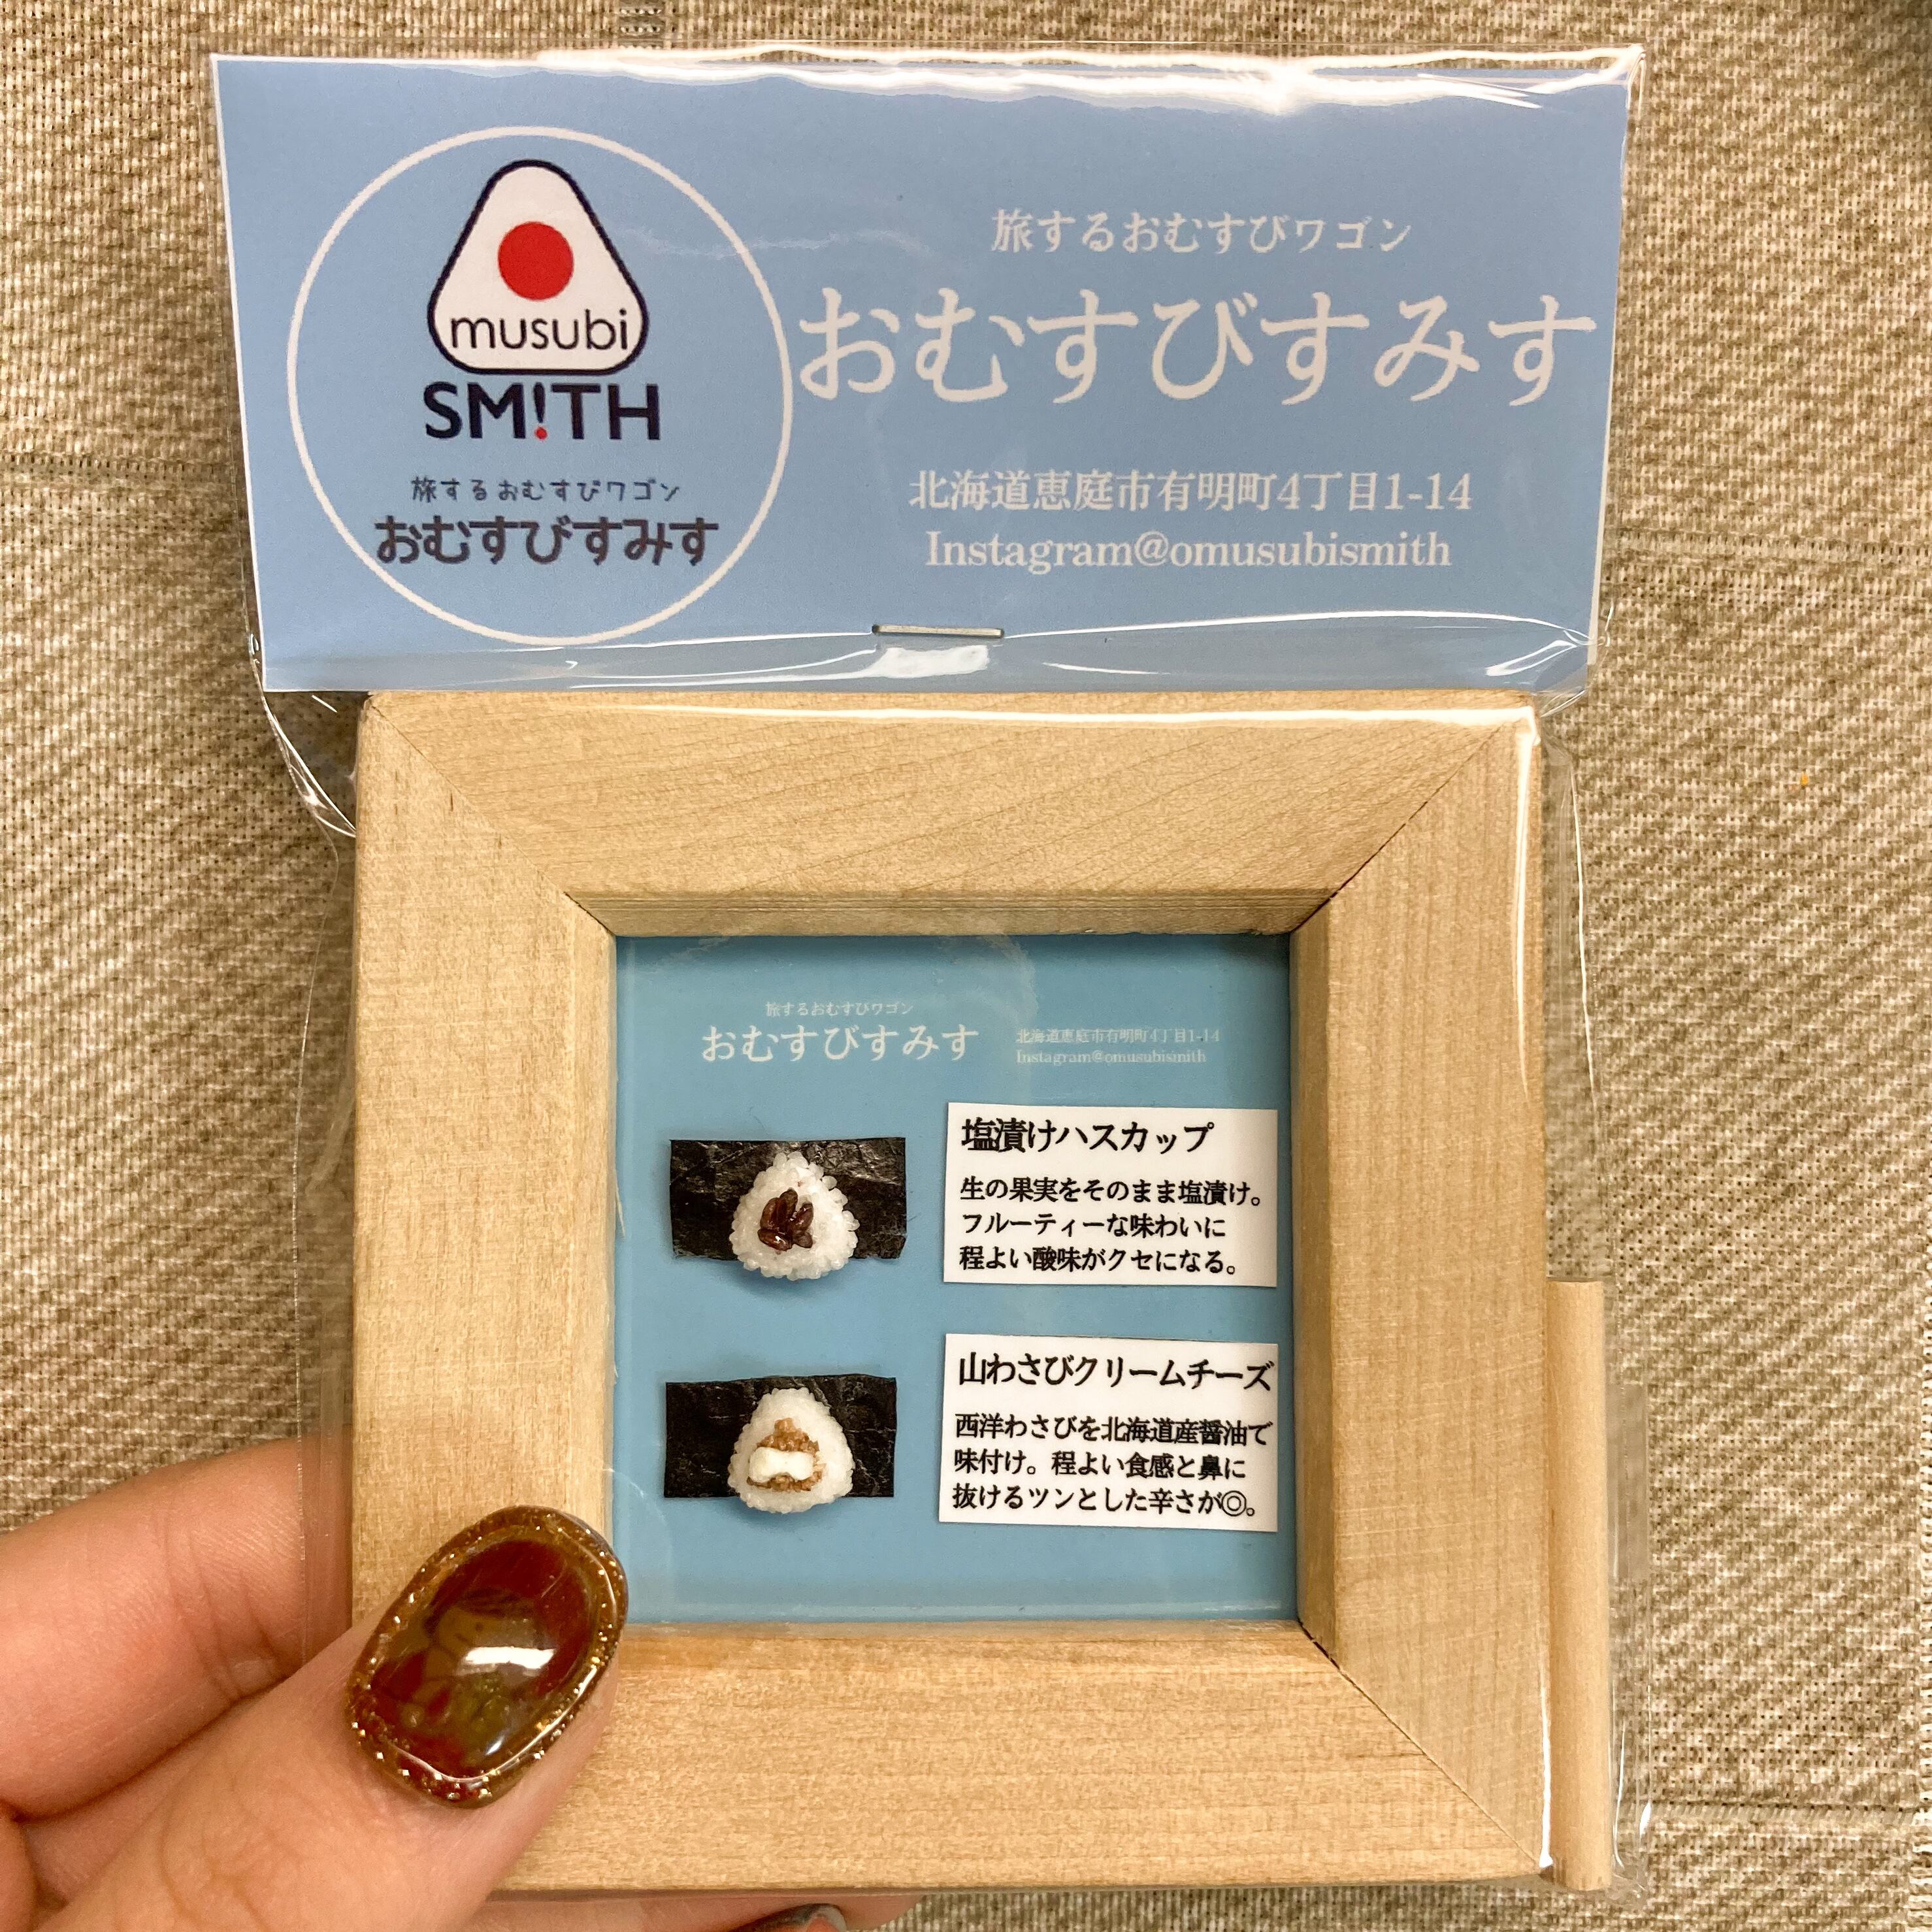 musubi
SM!TH
旅するおむすびワゴン
おむすびすみす
旅するおむすびワゴン
おむすびすみす
北海道恵庭市有明町4丁目1-14
Instagram@omusubismith
旅するおむすびワゴン
おむすびすみす
北海道恵庭市有明町4丁目1-14
Instagram@omusubismith
塩漬けハスカップ
生の果実をそのまま塩漬け。
フルーティーな味わいに
程よい酸味がクセになる。
山わさびクリームチーズ
西洋わさびを北海道産醤油で
味付け。程よい食感と鼻に
抜けるツンとした辛さが◎。